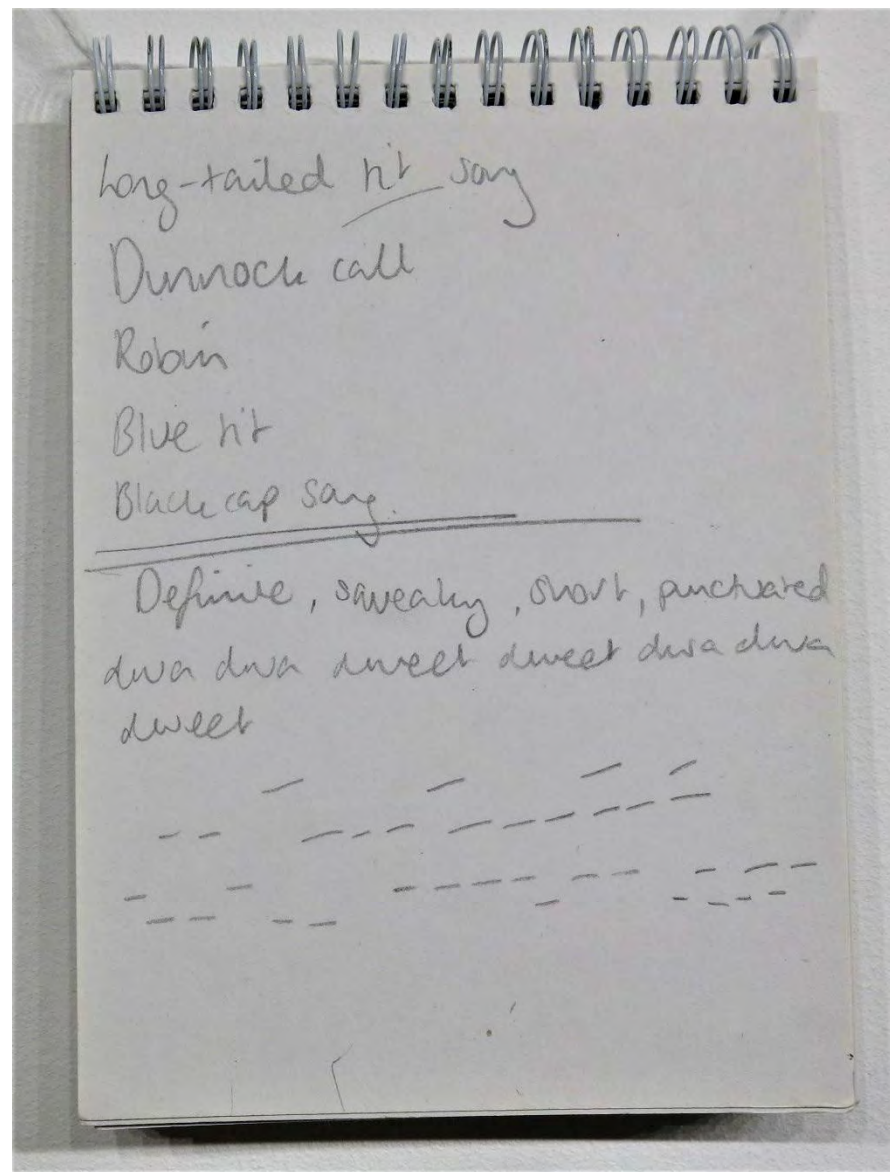 Long-tailed tit song
Dunnock call
Robin
Blue tit
Blackcap song.
Definite, squeaky, short, punctuated
dwa dwa dweet dweet dwa dwa
dweet